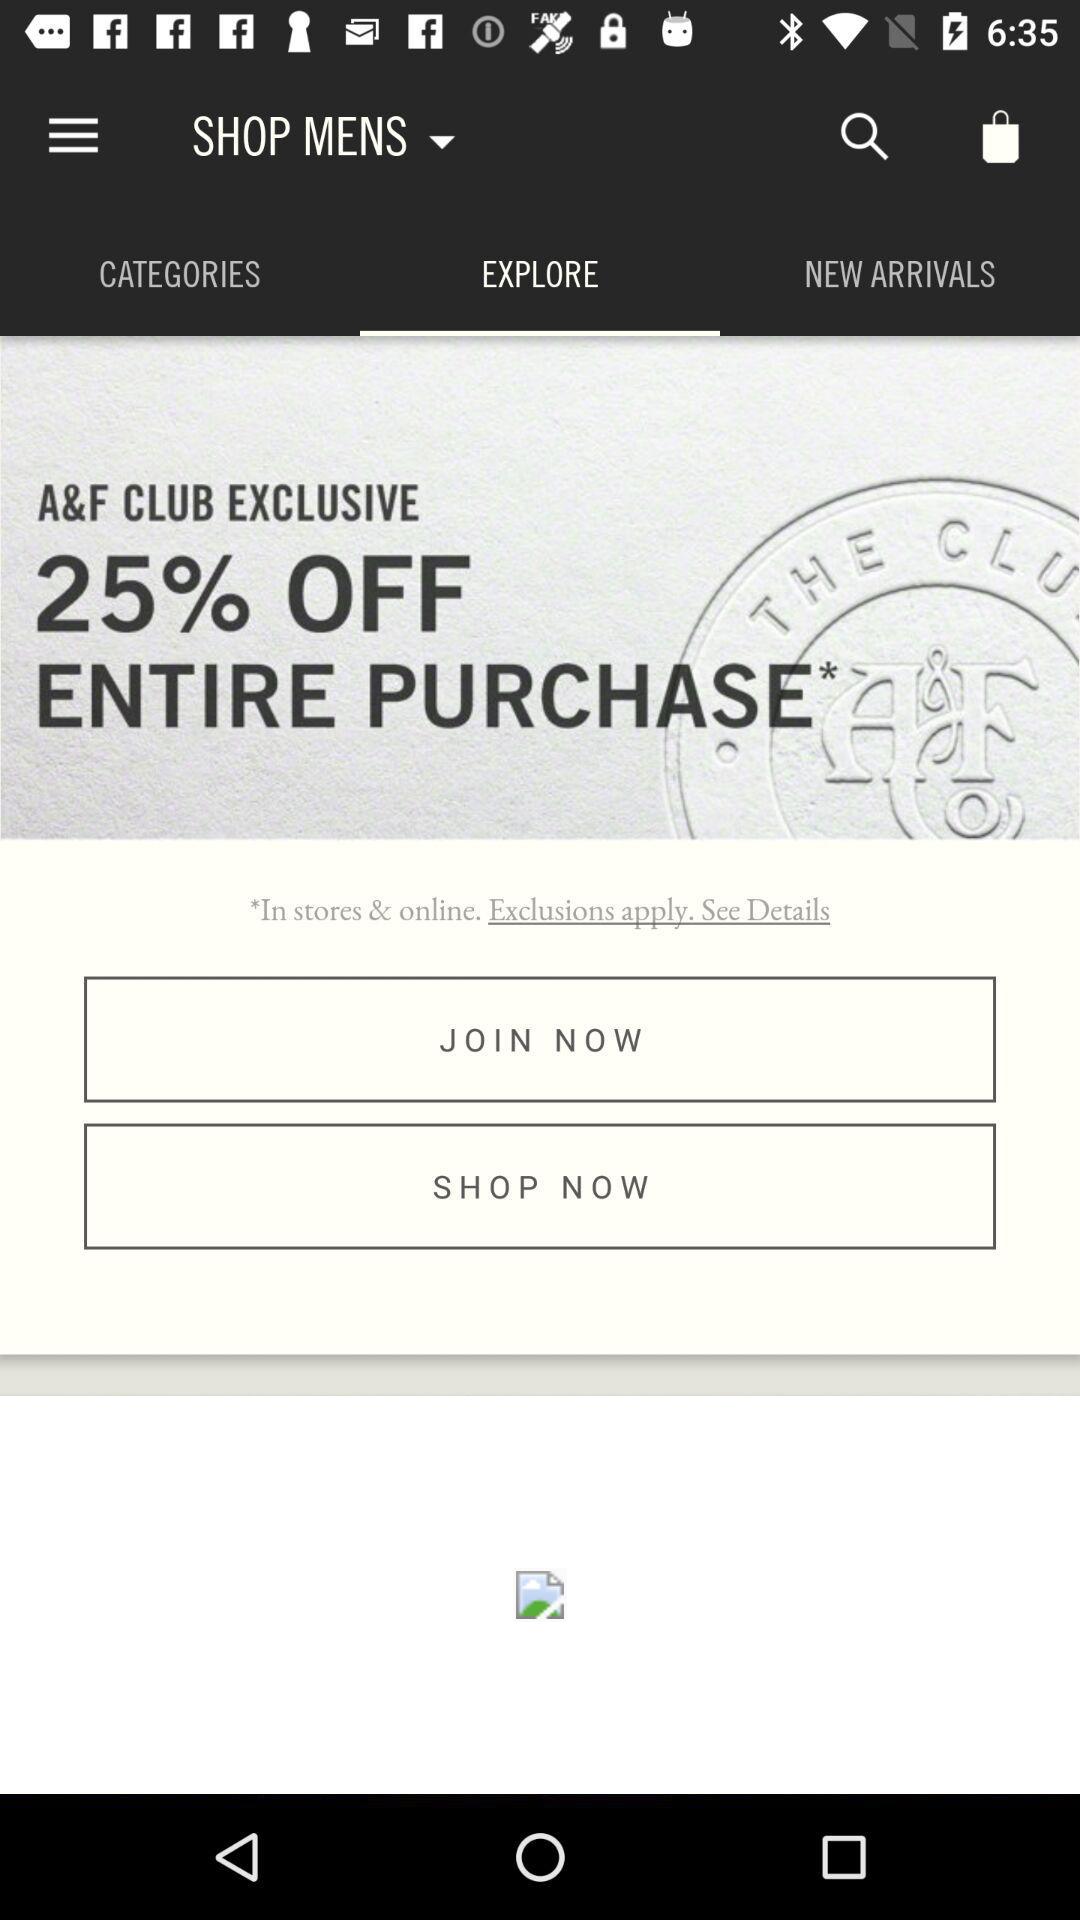 FAKE
6:35
SHOP MENS
CATEGORIES
EXPLORE
NEW ARRIVALS
A&F CLUB EXCLUSIVE
25% OFF
ENTIRE PURCHASE*
THE CLU
A&F
*In stores & online. Exclusions apply. See Details
JOIN NOW
SHOP NOW